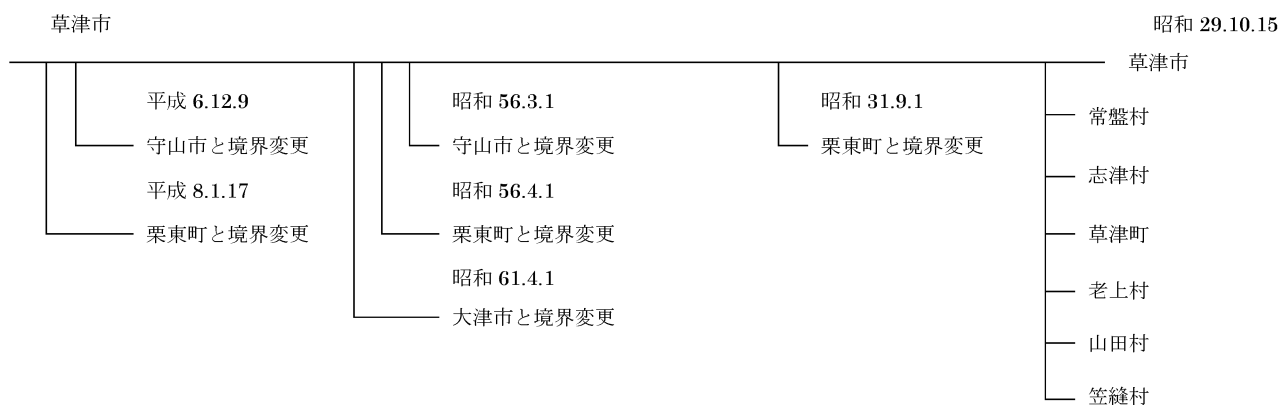 草津市
昭和 29.10.15
草津市
平成 6.12.9
守山市と境界変更
平成 8.1.17
栗東町と境界変更
昭和 56.3.1
守山市と境界変更
昭和 56.4.1
栗東町と境界変更
昭和 61.4.1
大津市と境界変更
昭和 31.9.1
栗東町と境界変更
常盤村
志津村
草津町
老上村
山田村
笠縫村